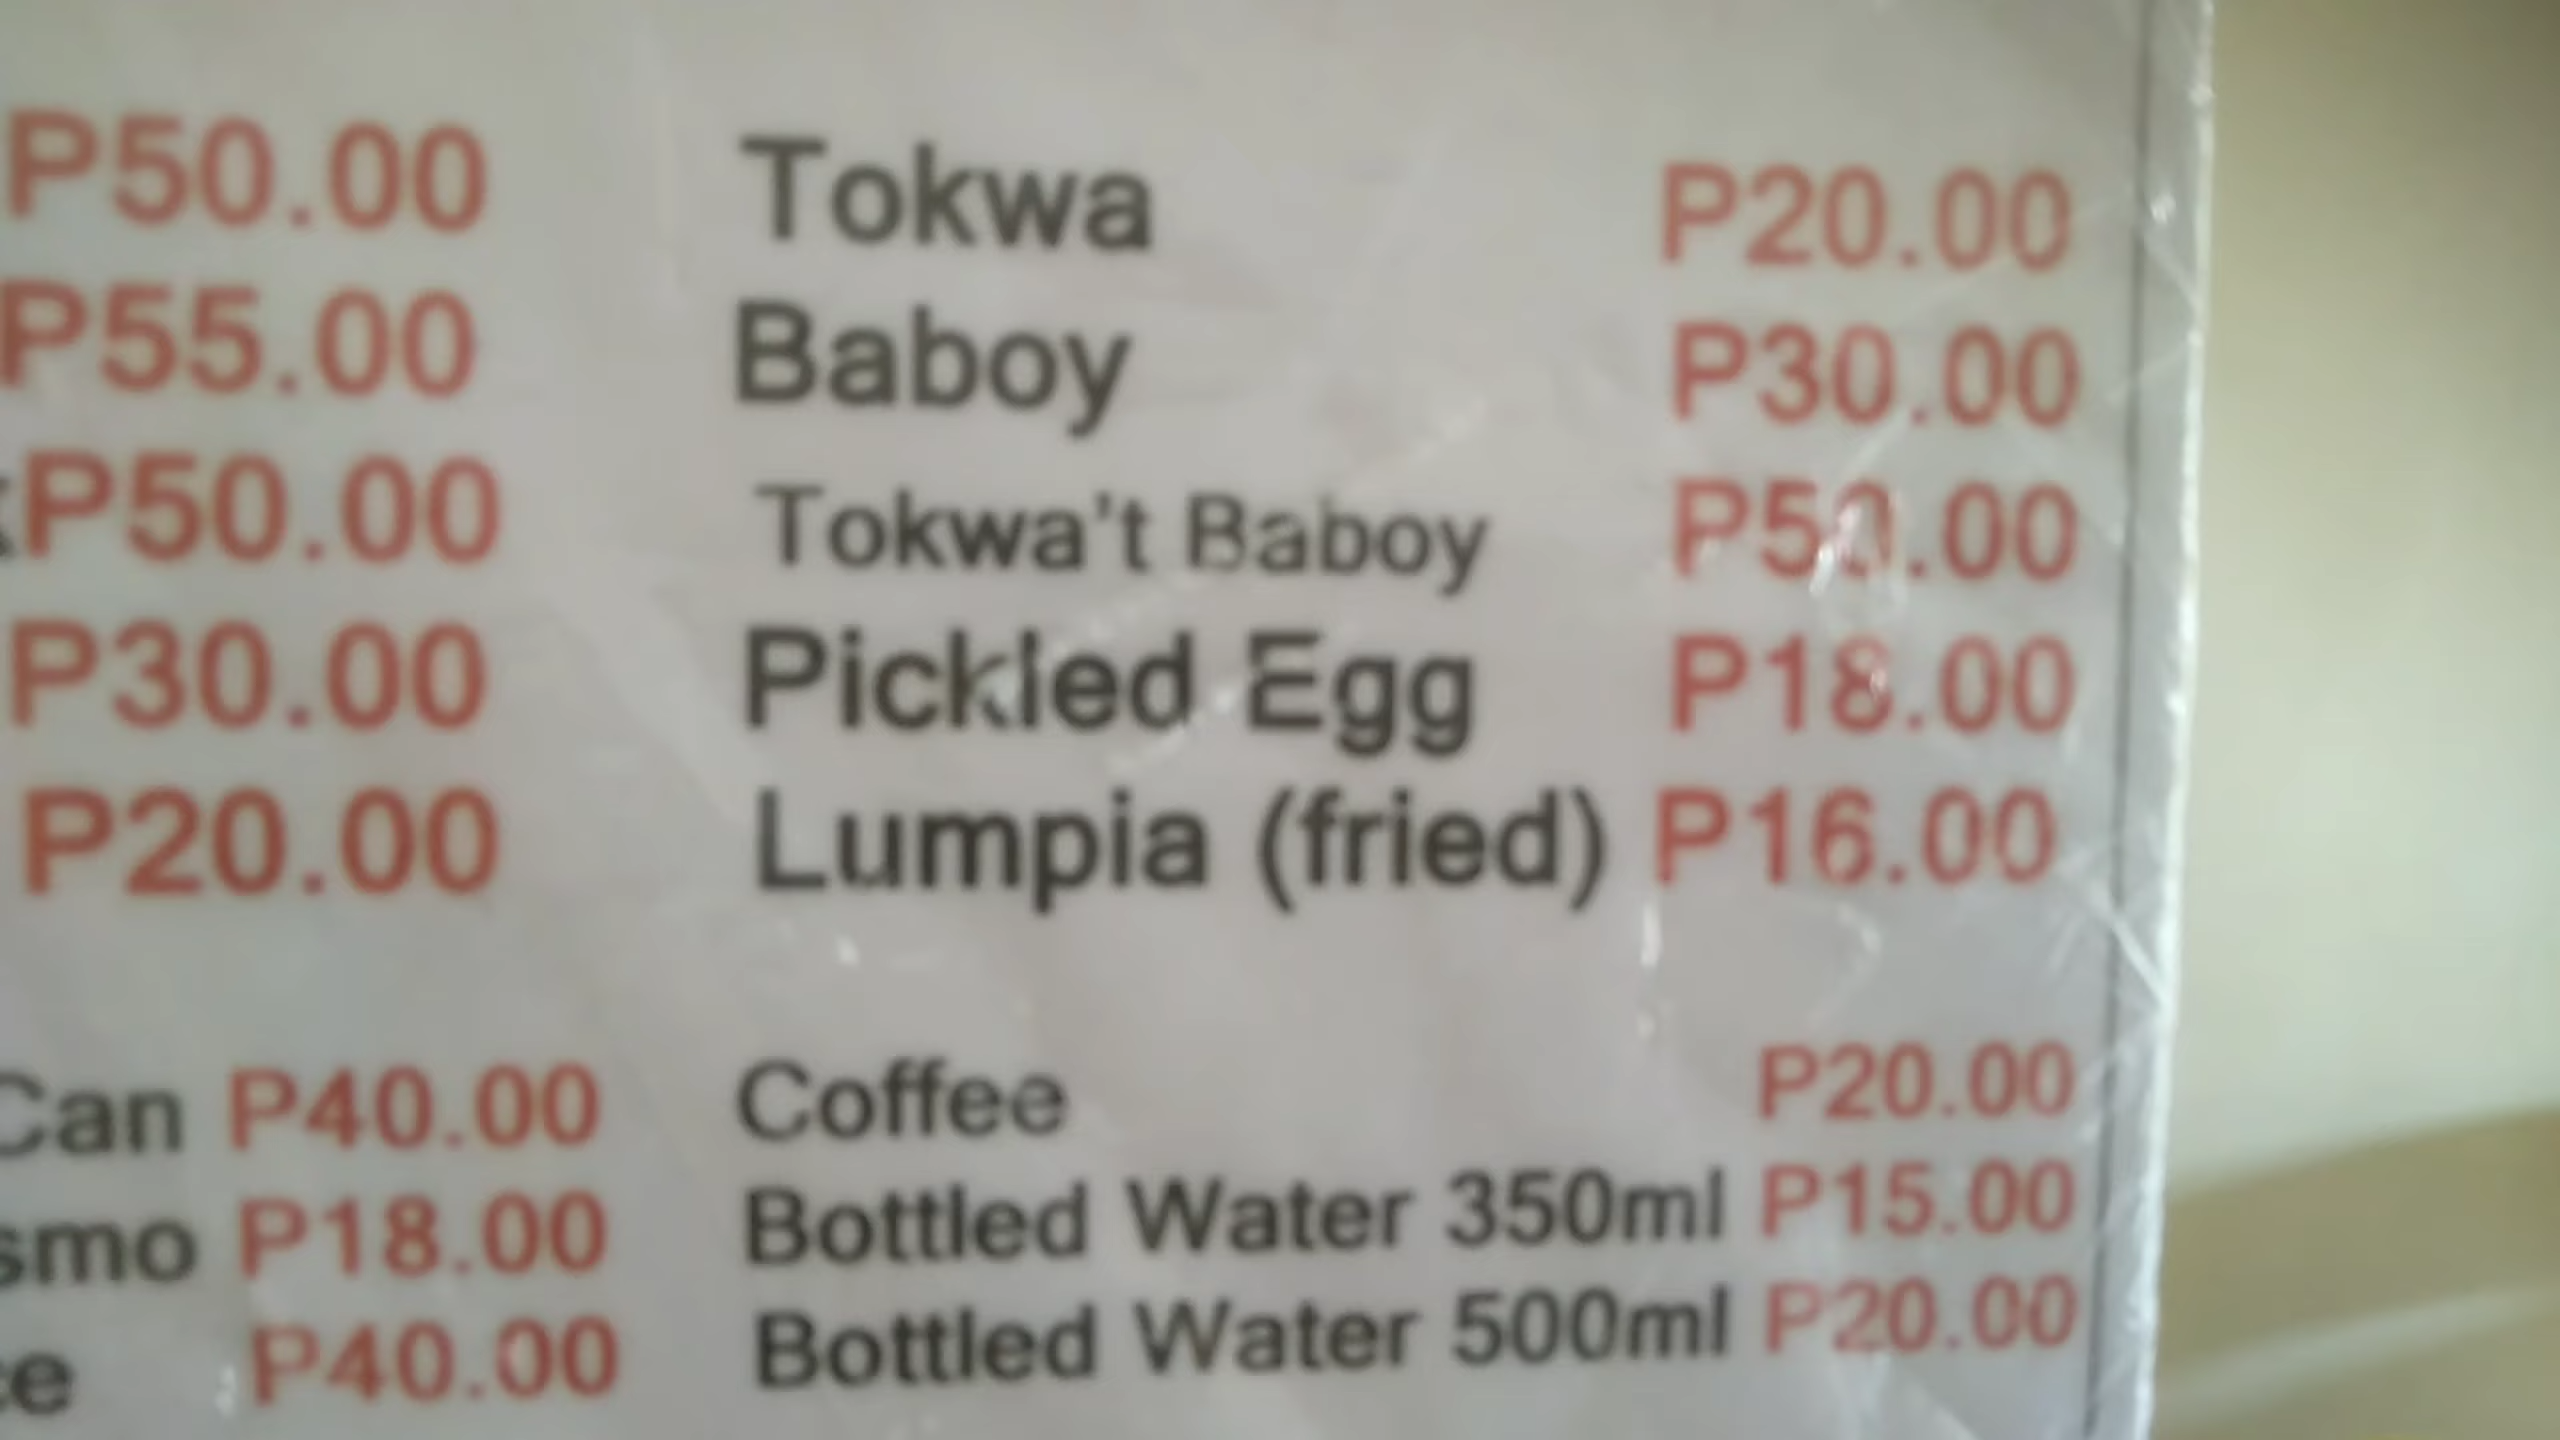 P50.00 Tokwa P20.00
P55.00 Baboy P30.00
P50.00 Tokwa't Baboy P50.00
P30.00 Pickled Egg P18.00
P20.00 Lumpia (fried) P16.00
Can P40.00 Coffee P20.00
smo P18.00 Bottled Water 350ml P15.00
ce P40.00 Bottled Water 500ml P20.00